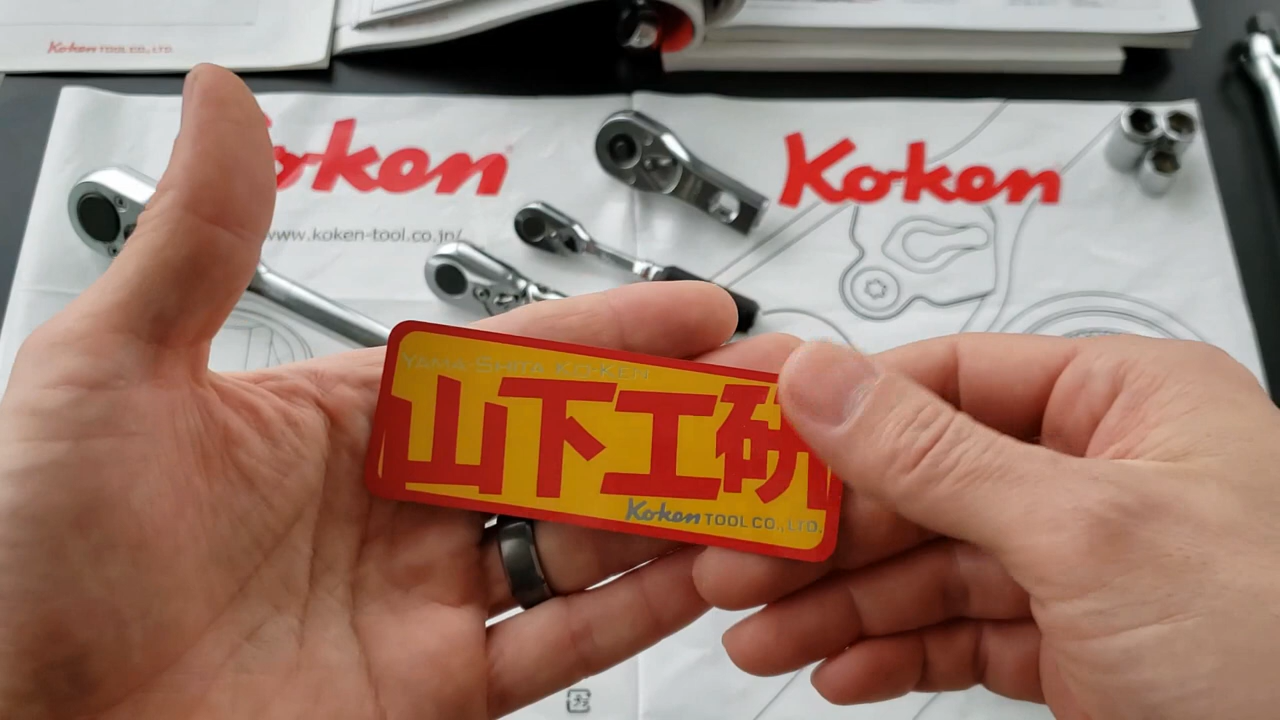 Koken TOOL CO., LTD.
Koken
Koken
www.koken-tool.co.jp/
YAMA-SHITA KO-KEN
山下工研
Koken TOOL CO., LTD.